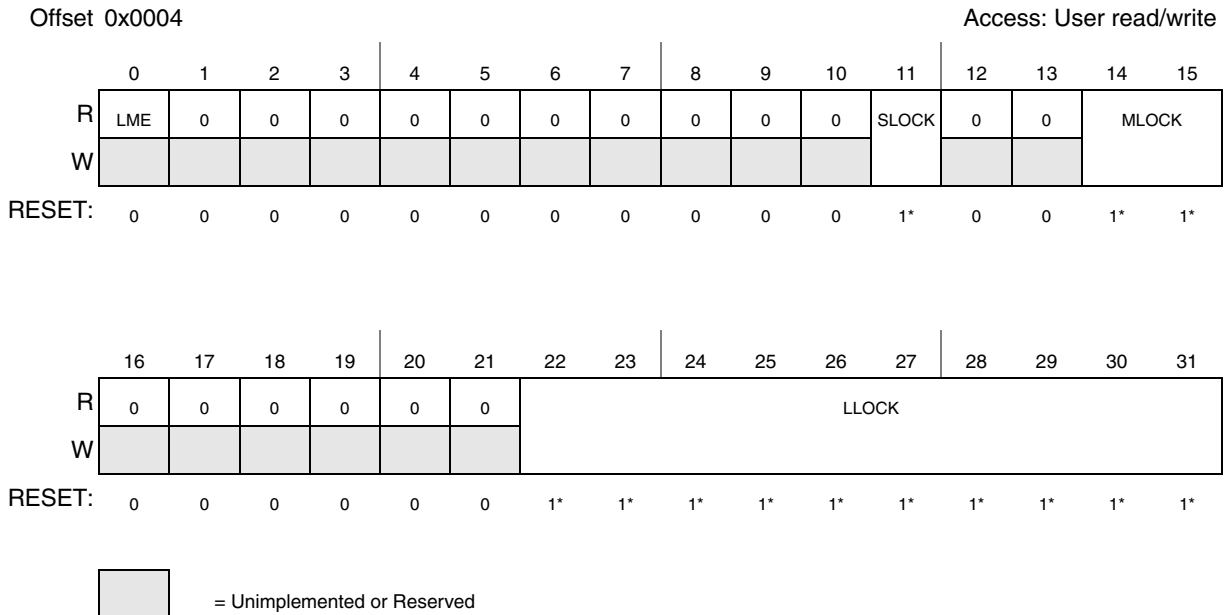 Offset 0x0004 Access: User read/write
0 1 2 3 4 5 6 7 8 9 10 11 12 13 14 15
R LME 0 0 0 0 0 0 0 0 0 0 SLOCK 0 0 MLOCK
W
RESET: 0 0 0 0 0 0 0 0 0 0 0 1* 0 0 1* 1*
16 17 18 19 20 21 22 23 24 25 26 27 28 29 30 31
R 0 0 0 0 0 0 LLOCK
W
RESET: 0 0 0 0 0 0 1* 1* 1* 1* 1* 1* 1* 1* 1* 1*
= Unimplemented or Reserved